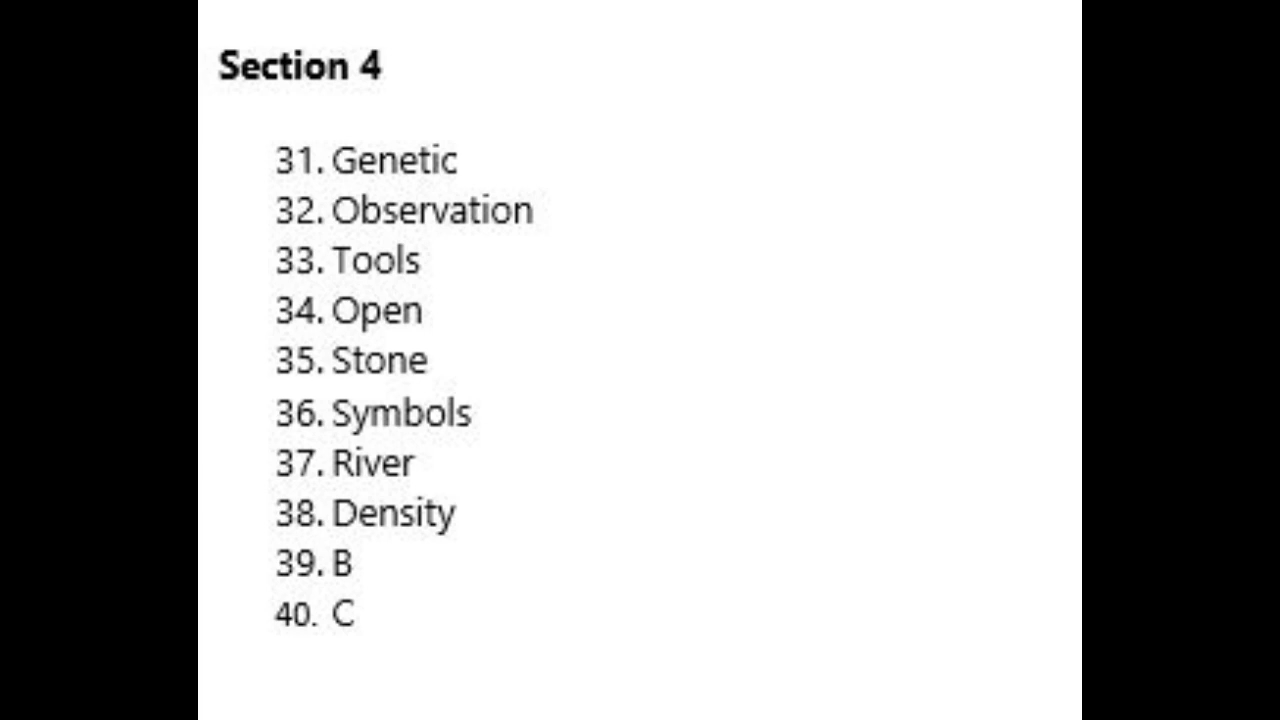 Section 4
31. Genetic
32. Observation
33. Tools
34. Open
35. Stone
36. Symbols
37. River
38. Density
39. B
40. C